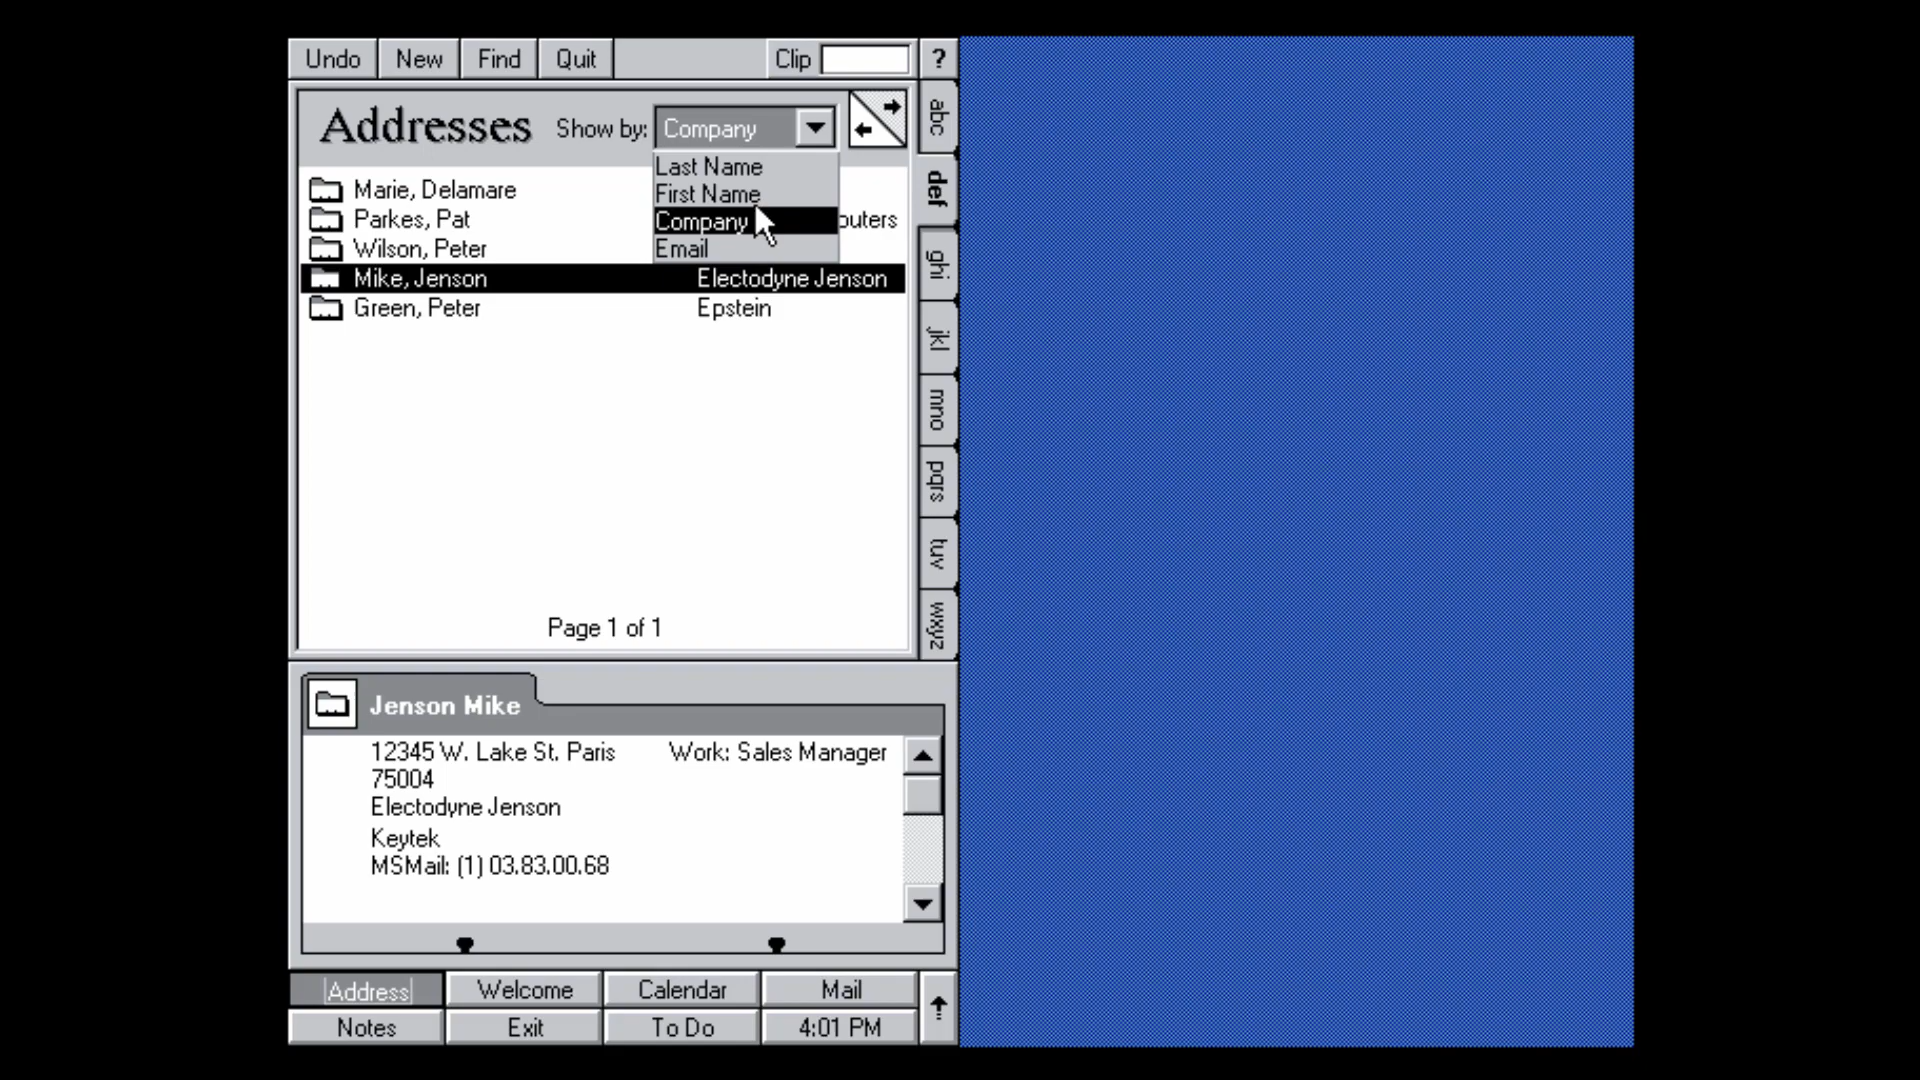 Undo New Find Quit Clip ?
Addresses Show by: Company
Last Name
First Name
Company
Email
Marie, Delamare
Parkes, Pat outers
Wilson, Peter
Mike, Jenson Electodyne Jenson
Green, Peter Epstein
Page 1 of 1
abc
def
ghi
jkl
mno
pqrs
tuv
wxyz
Jenson Mike
12345 W. Lake St. Paris Work: Sales Manager
75004
Electodyne Jenson
Keytek
MSMail: (1) 03.83.00.68
Address Welcome Calendar Mail
Notes Exit To Do 4:01 PM